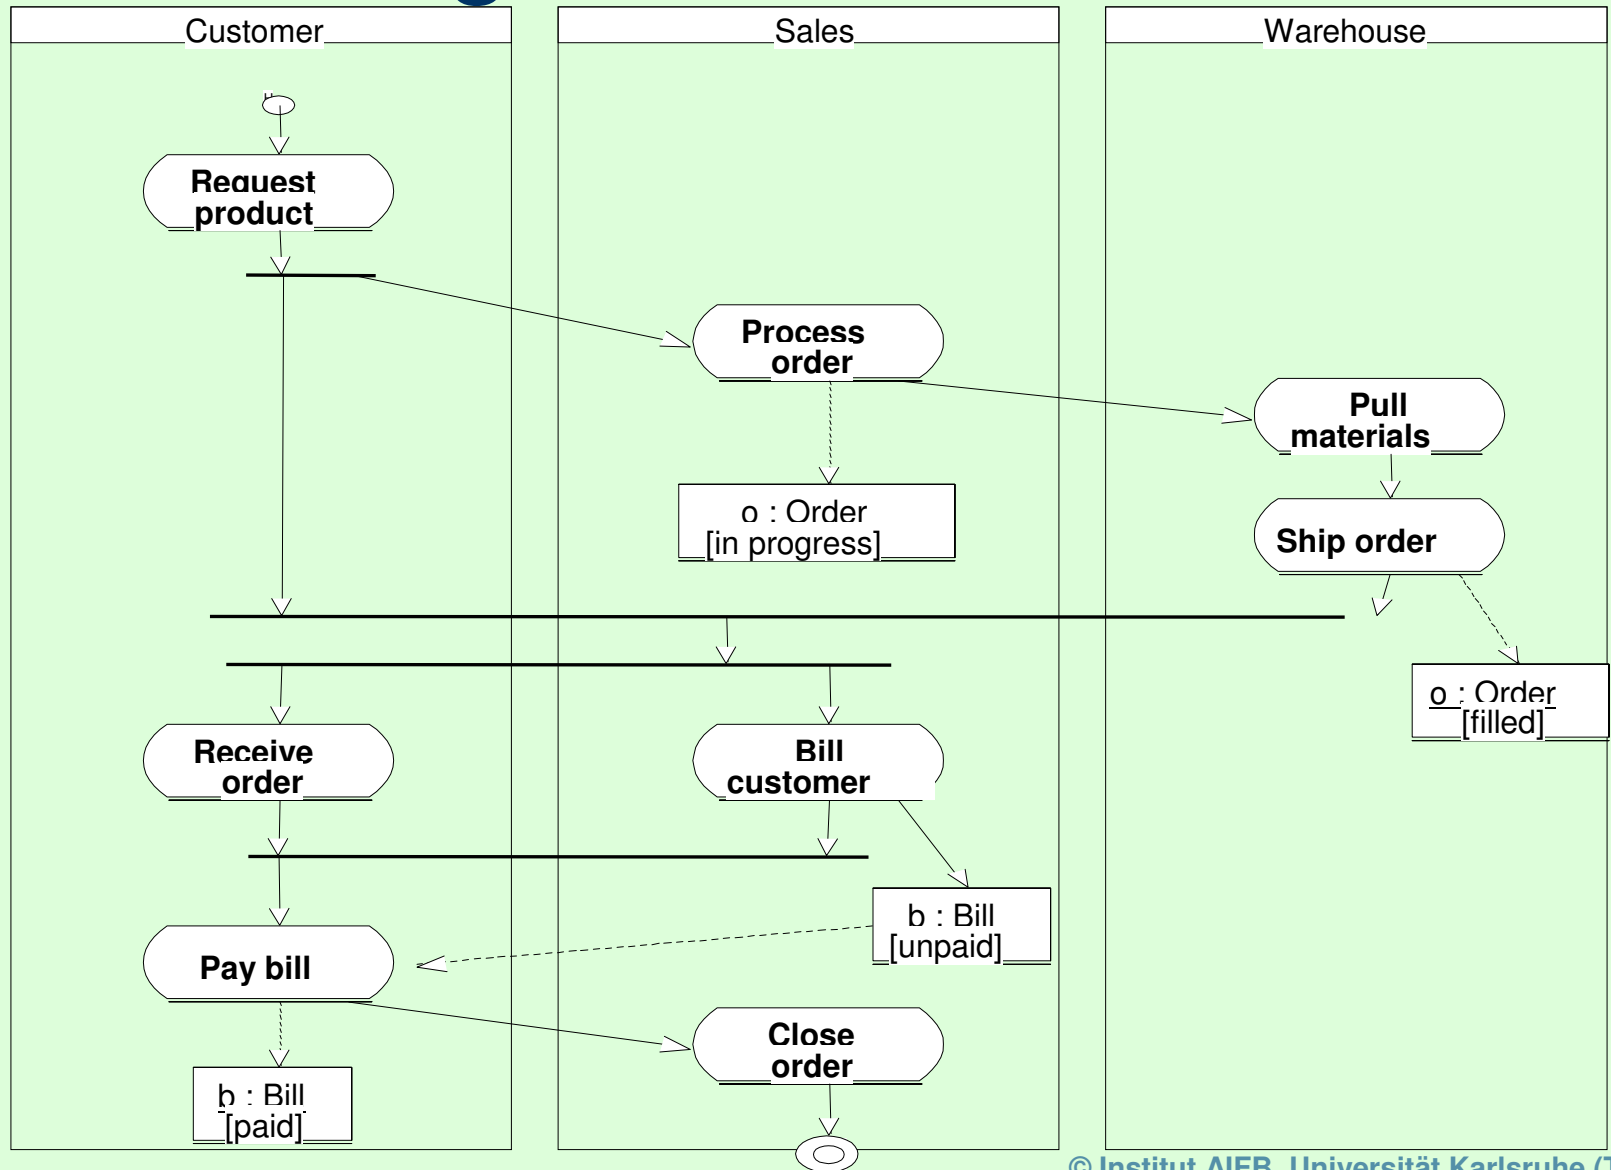 Customer
Sales
Warehouse
Request
product
Process
order
Pull
materials
o : Order
[in progress]
Ship order
o : Order
[filled]
Receive
order
Bill
customer
b : Bill
[unpaid]
Pay bill
Close
order
b : Bill
[paid]
© Institut AIFB, Universität Karlsruhe (T